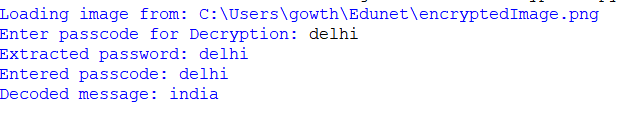 Loading image from: C:\Users\gowth\Edunet\encryptedImage.png
Enter passcode for Decryption: delhi
Extracted password: delhi
Entered passcode: delhi
Decoded message: india